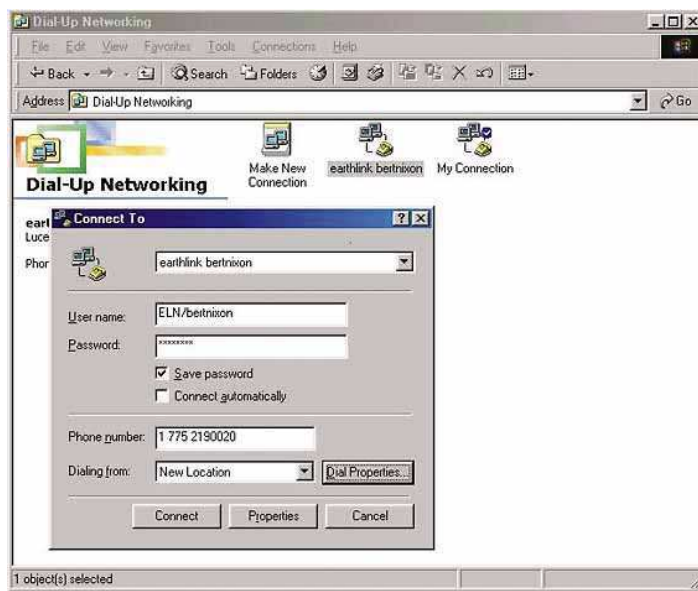 Dial-Up Networking
File Edit View Favorites Tools Connections Help
Back Search Folders
Address Dial-Up Networking Go
Make New Connection
earthlink bertnixon
My Connection
Dial-Up Networking
earl
Luce
Phor
Connect To
earthlink bertnixon
User name: ELN/bertnixon
Password: ********
Save password
Connect automatically
Phone number: 1 775 2190020
Dialing from: New Location Dial Properties...
Connect Properties Cancel
1 object(s) selected